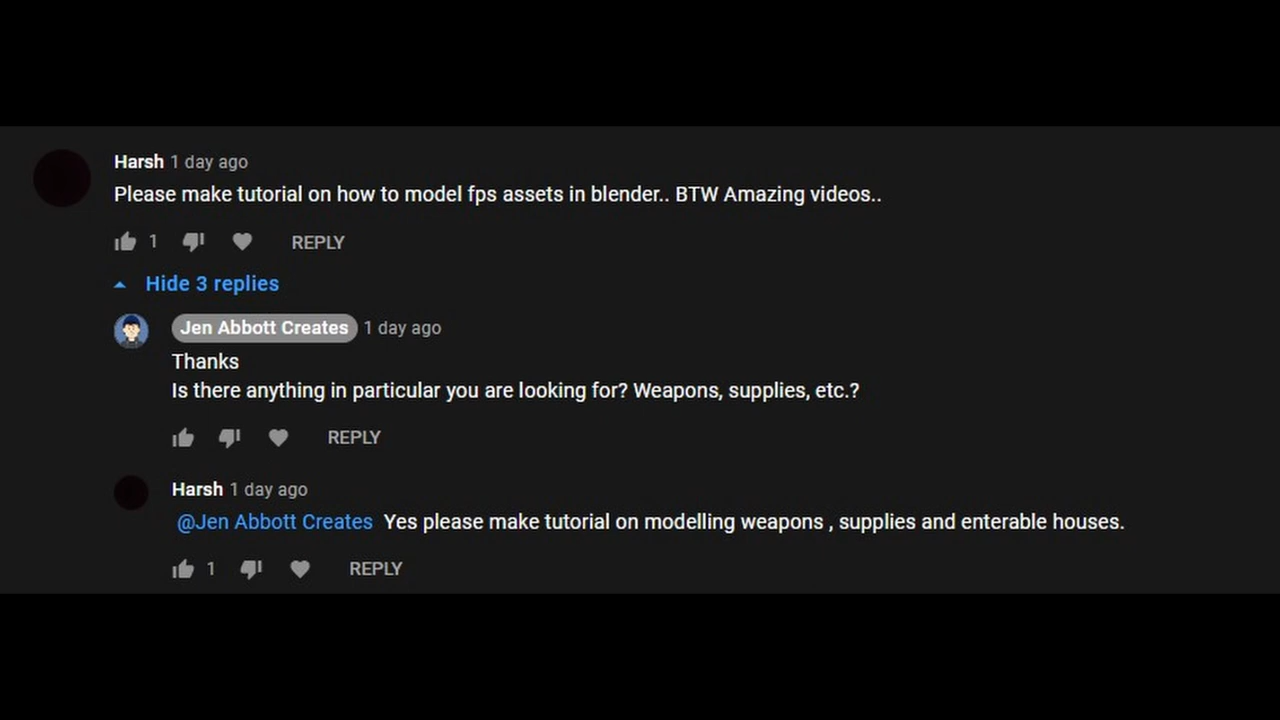 Harsh 1 day ago
Please make tutorial on how to model fps assets in blender.. BTW Amazing videos..
1 REPLY
Hide 3 replies
Jen Abbott Creates 1 day ago
Thanks
Is there anything in particular you are looking for? Weapons, supplies, etc.?
REPLY
Harsh 1 day ago
@Jen Abbott Creates Yes please make tutorial on modelling weapons , supplies and enterable houses.
1 REPLY